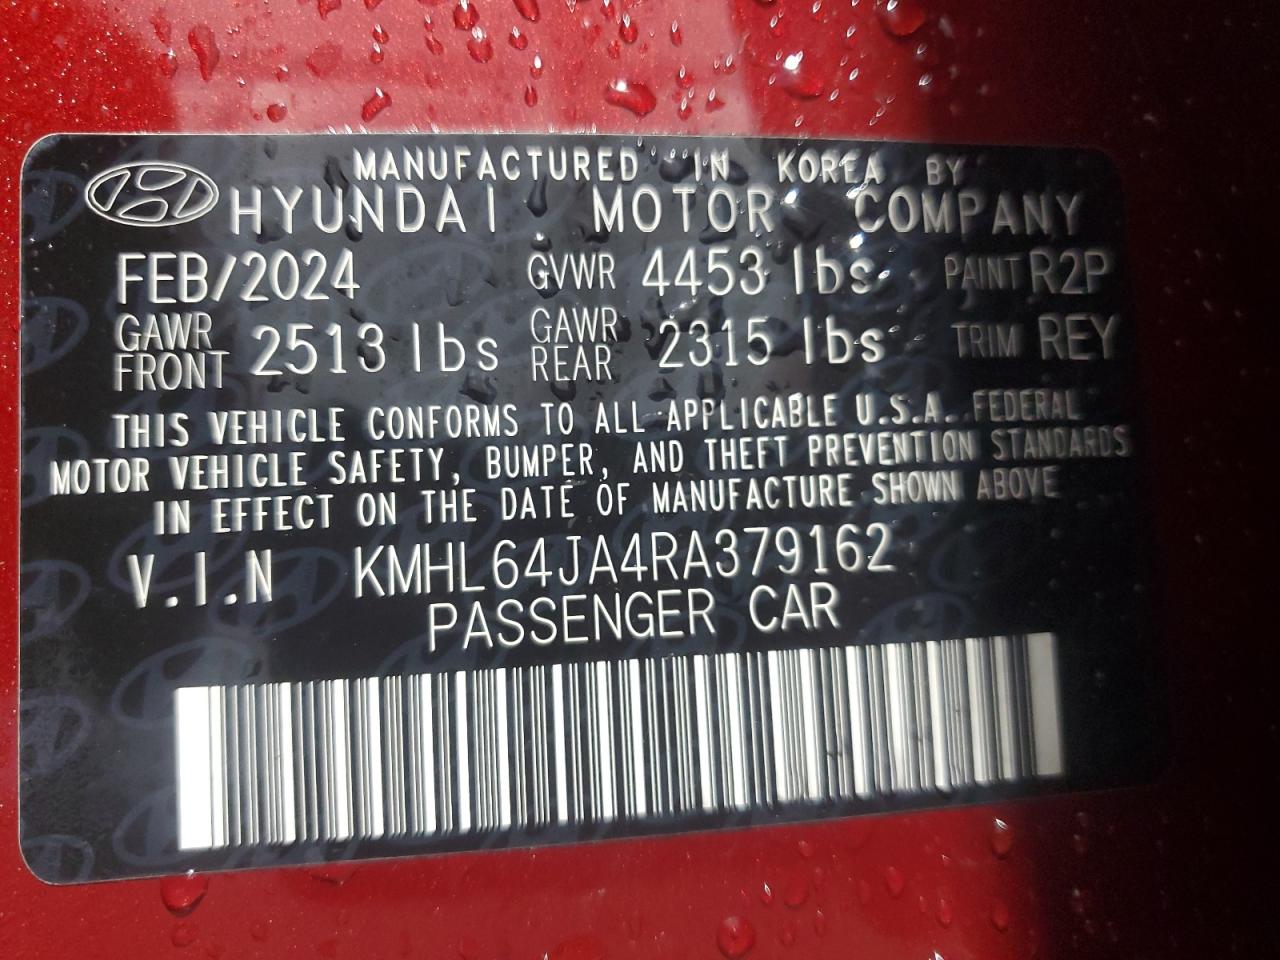 MANUFACTURED IN KOREA BY
HYUNDAI MOTOR COMPANY
FEB/2024 GVWR 4453 lbs PAINT R2P
GAWR FRONT 2513 lbs GAWR REAR 2315 lbs TRIM REY
THIS VEHICLE CONFORMS TO ALL APPLICABLE U.S.A. FEDERAL
MOTOR VEHICLE SAFETY, BUMPER, AND THEFT PREVENTION STANDARDS
IN EFFECT ON THE DATE OF MANUFACTURE SHOWN ABOVE
V.I.N KMHL64JA4RA379162
PASSENGER CAR